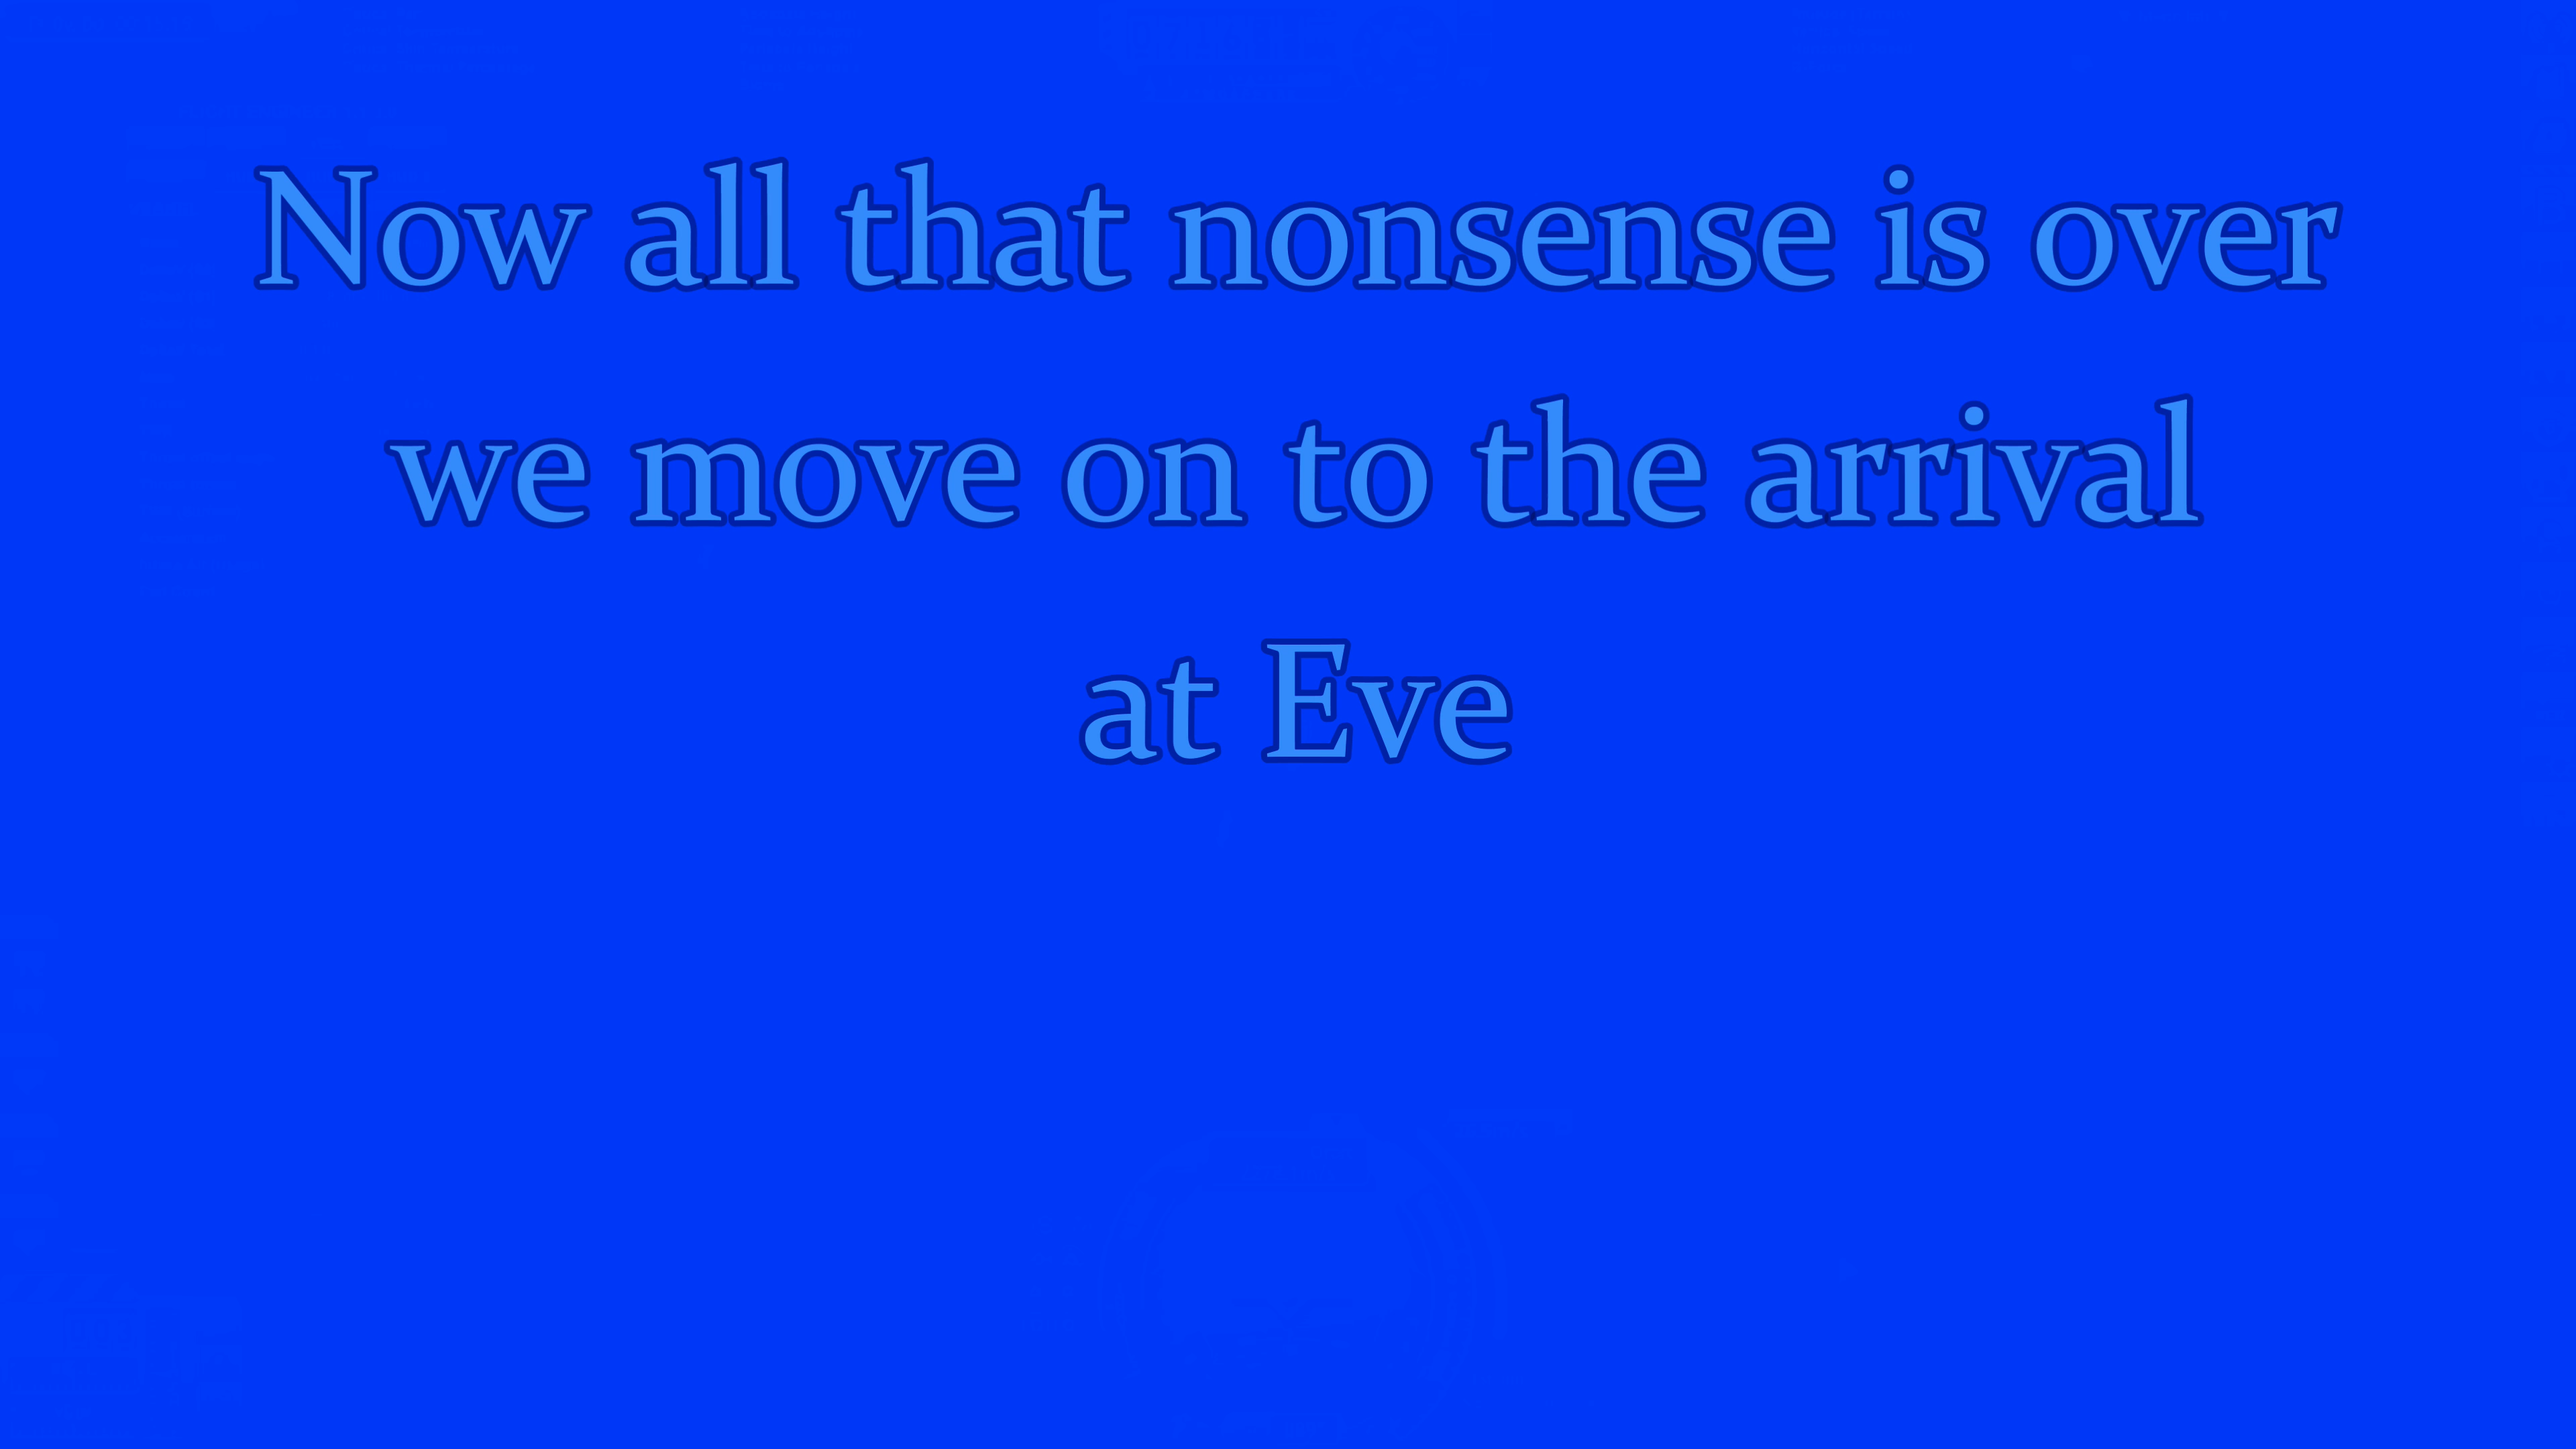 Now all that nonsense is over
we move on to the arrival
at Eve